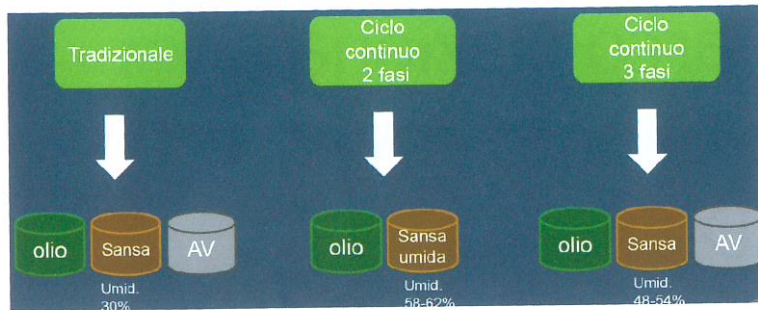 Tradizionale
Ciclo
continuo
2 fasi
Ciclo
continuo
3 fasi
olio
Sansa
AV
Umid.
30%
olio
Sansa
umida
Umid.
58-62%
olio
Sansa
AV
Umid.
48-54%